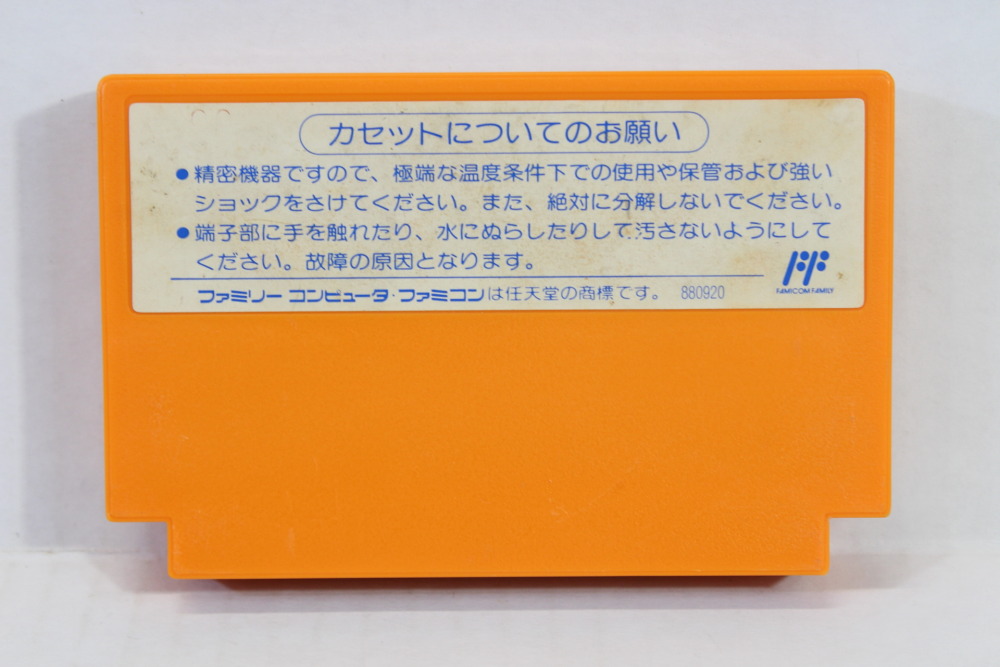 カセットについてのお願い
●精密機器ですので、極端な温度条件下での使用や保管および強い
ショックをさけてください。また、絶対に分解しないでください。
●端子部に手を触れたり、水にぬらしたりして汚さないようにして
ください。故障の原因となります。
ファミリー コンピュータ・ファミコンは任天堂の商標です。 880920
FAMICOM FAMILY